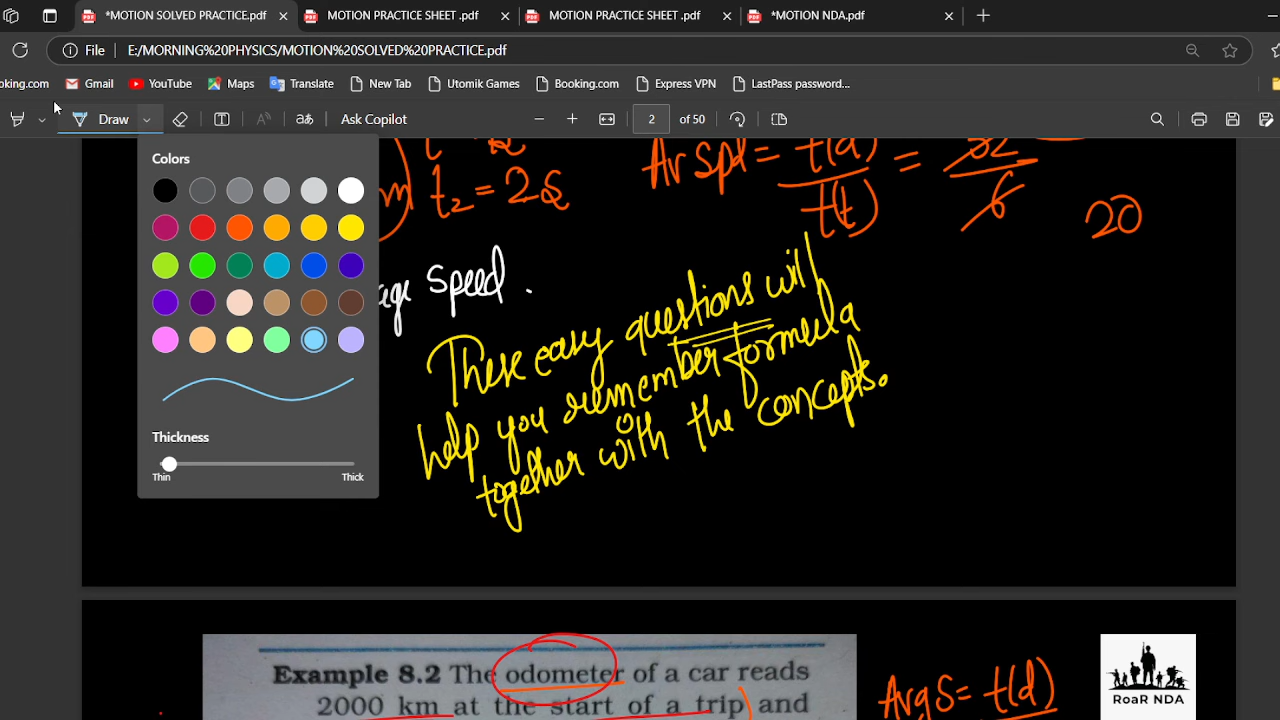 *MOTION SOLVED PRACTICE.pdf
MOTION PRACTICE SHEET .pdf
MOTION PRACTICE SHEET .pdf
*MOTION NDA.pdf
File
E:/MORNING%20PHYSICS/MOTION%20SOLVED%20PRACTICE.pdf
oking.com
Gmail
YouTube
Maps
Translate
New Tab
Utomik Games
Booking.com
Express VPN
LastPass password...
Draw
Ask Copilot
2
of 50
Colors
Thickness
Thin
Thick
t₂ = 2s
Av Spd = t(d)/t(t) = 32/6
20
age Speed.
These easy questions will
help you remember formula
together with the concepts.
Example 8.2 The odometer of a car reads
2000 km at the start of a trip and
AvgS = t(d)
RoaR NDA